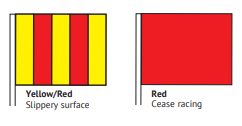 Yellow/Red
Slippery surface
Red
Cease racing